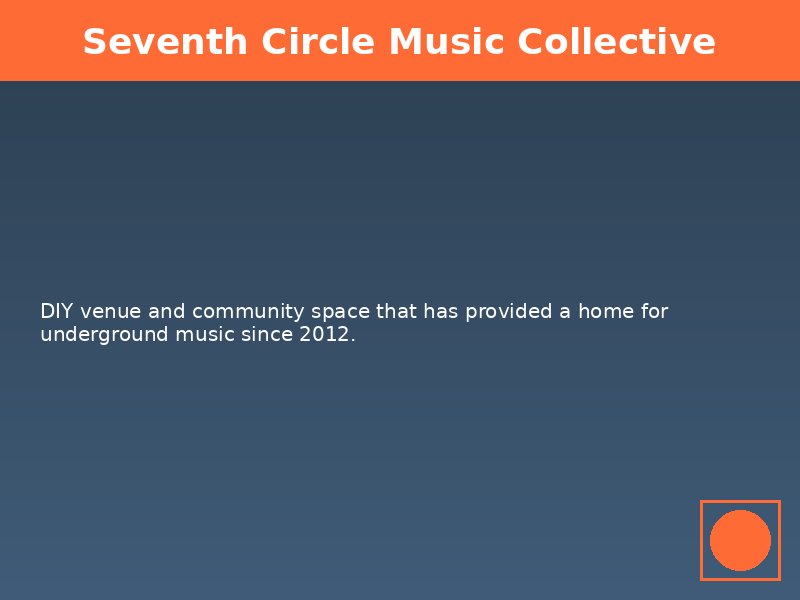 Seventh Circle Music Collective
DIY venue and community space that has provided a home for
underground music since 2012.